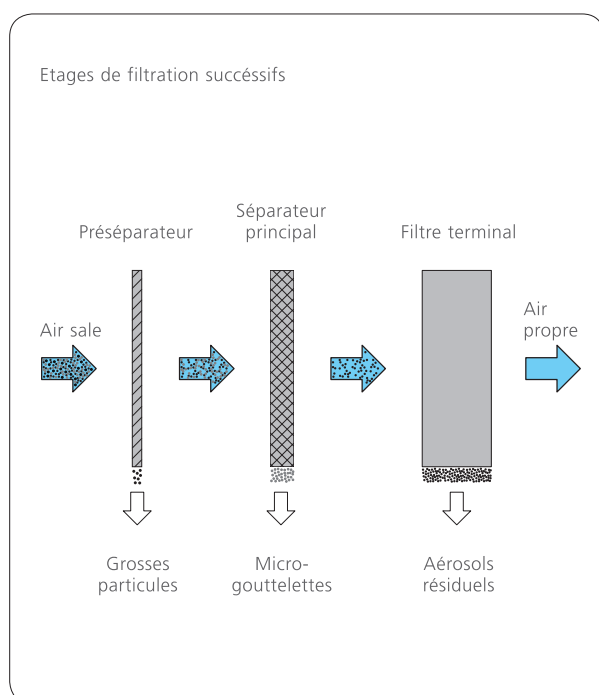 Etages de filtration succéssifs
Préséparateur
Séparateur
principal
Filtre terminal
Air sale
Air
propre
Grosses
particules
Micro-
gouttelettes
Aérosols
résiduels